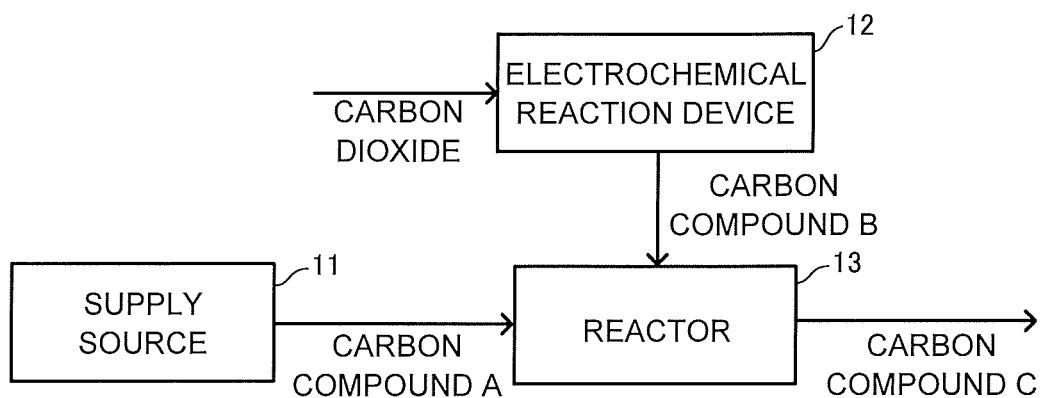 12
ELECTROCHEMICAL
REACTION DEVICE
CARBON
DIOXIDE
CARBON
COMPOUND B
11
SUPPLY
SOURCE
CARBON
COMPOUND A
13
REACTOR
CARBON
COMPOUND C